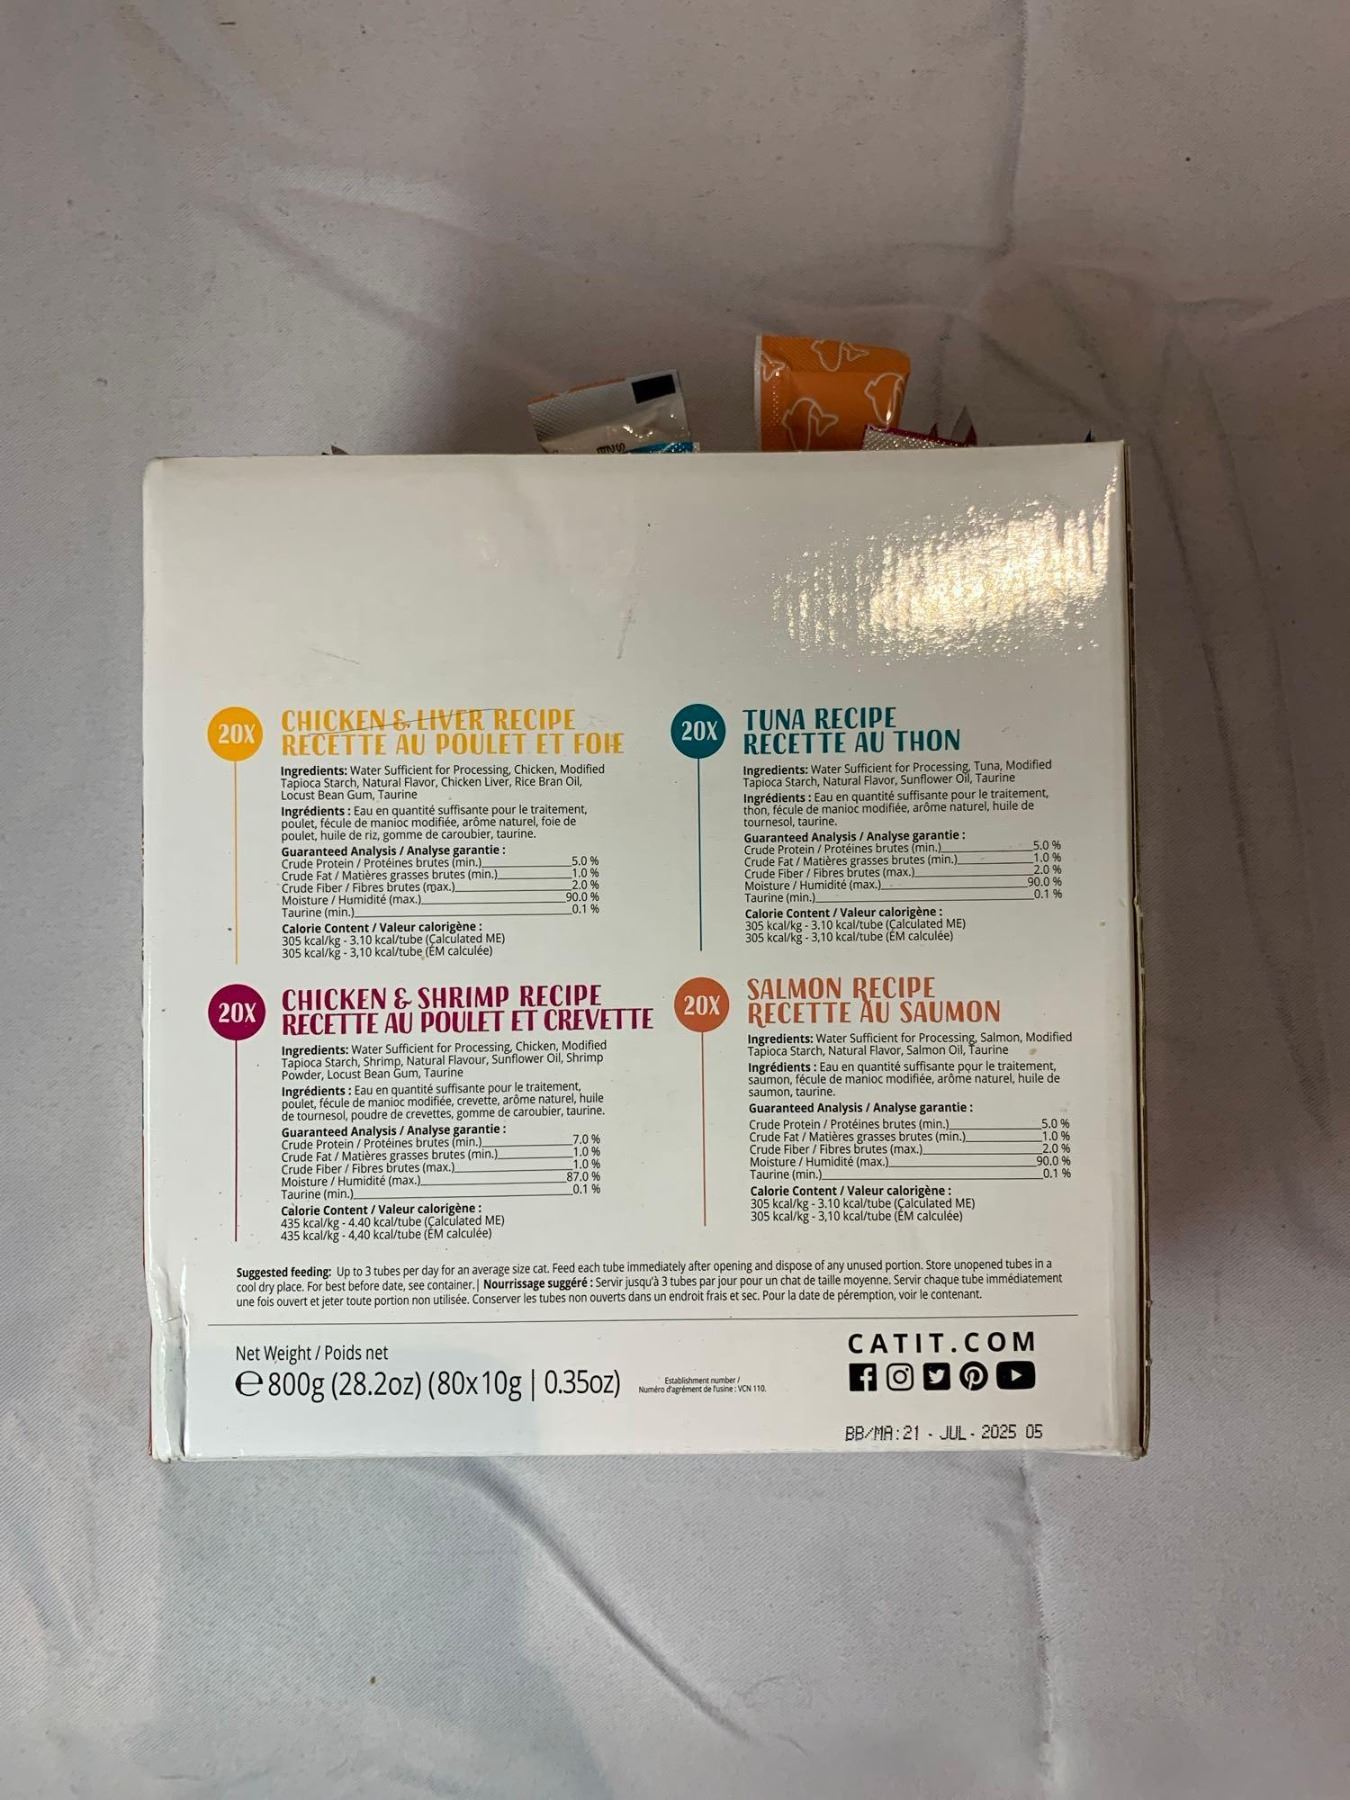 20X
CHICKEN & LIVER RECIPE
RECETTE AU POULET ET FOIE
Ingredients: Water Sufficient for Processing, Chicken, Modified
Tapioca Starch, Natural Flavor, Chicken Liver, Rice Bran Oil,
Locust Bean Gum, Taurine
Ingrédients : Eau en quantité suffisante pour le traitement,
poulet, fécule de manioc modifiée, arôme naturel, foie de
poulet, huile de riz, gomme de caroubier, taurine.
Guaranteed Analysis / Analyse garantie :
Crude Protein / Protéines brutes (min.) 5.0 %
Crude Fat / Matières grasses brutes (min.) 1.0 %
Crude Fiber / Fibres brutes (max.) 2.0 %
Moisture / Humidité (max.) 90.0 %
Taurine (min.) 0.1 %
Calorie Content / Valeur calorigène :
305 kcal/kg - 3.10 kcal/tube (Calculated ME)
305 kcal/kg - 3,10 kcal/tube (ÉM calculée)
20X
TUNA RECIPE
RECETTE AU THON
Ingredients: Water Sufficient for Processing, Tuna, Modified
Tapioca Starch, Natural Flavor, Sunflower Oil, Taurine
Ingrédients : Eau en quantité suffisante pour le traitement,
thon, fécule de manioc modifiée, arôme naturel, huile de
tournesol, taurine.
Guaranteed Analysis / Analyse garantie :
Crude Protein / Protéines brutes (min.) 5.0 %
Crude Fat / Matières grasses brutes (min.) 1.0 %
Crude Fiber / Fibres brutes (max.) 2.0 %
Moisture / Humidité (max.) 90.0 %
Taurine (min.) 0.1 %
Calorie Content / Valeur calorigène :
305 kcal/kg - 3.10 kcal/tube (Calculated ME)
305 kcal/kg - 3,10 kcal/tube (ÉM calculée)
20X
CHICKEN & SHRIMP RECIPE
RECETTE AU POULET ET CREVETTE
Ingredients: Water Sufficient for Processing, Chicken, Modified
Tapioca Starch, Shrimp, Natural Flavour, Sunflower Oil, Shrimp
Powder, Locust Bean Gum, Taurine
Ingrédients : Eau en quantité suffisante pour le traitement,
poulet, fécule de manioc modifiée, crevette, arôme naturel, huile
de tournesol, poudre de crevettes, gomme de caroubier, taurine.
Guaranteed Analysis / Analyse garantie :
Crude Protein / Protéines brutes (min.) 7.0 %
Crude Fat / Matières grasses brutes (min.) 1.0 %
Crude Fiber / Fibres brutes (max.) 1.0 %
Moisture / Humidité (max.) 87.0 %
Taurine (min.) 0.1 %
Calorie Content / Valeur calorigène :
435 kcal/kg - 4.40 kcal/tube (Calculated ME)
435 kcal/kg - 4,40 kcal/tube (ÉM calculée)
20X
SALMON RECIPE
RECETTE AU SAUMON
Ingredients: Water Sufficient for Processing, Salmon, Modified
Tapioca Starch, Natural Flavor, Salmon Oil, Taurine
Ingrédients : Eau en quantité suffisante pour le traitement,
saumon, fécule de manioc modifiée, arôme naturel, huile de
saumon, taurine.
Guaranteed Analysis / Analyse garantie :
Crude Protein / Protéines brutes (min.) 5.0 %
Crude Fat / Matières grasses brutes (min.) 1.0 %
Crude Fiber / Fibres brutes (max.) 2.0 %
Moisture / Humidité (max.) 90.0 %
Taurine (min.) 0.1 %
Calorie Content / Valeur calorigène :
305 kcal/kg - 3.10 kcal/tube (Calculated ME)
305 kcal/kg - 3,10 kcal/tube (ÉM calculée)
Suggested feeding: Up to 3 tubes per day for an average size cat. Feed each tube immediately after opening and dispose of any unused portion. Store unopened tubes in a
cool dry place. For best before date, see container. | Nourrissage suggéré : Servir jusqu'à 3 tubes par jour pour un chat de taille moyenne. Servir chaque tube immédiatement
une fois ouvert et jeter toute portion non utilisée. Conserver les tubes non ouverts dans un endroit frais et sec. Pour la date de péremption, voir le contenant.
Net Weight / Poids net
e 800g (28.2oz) (80x10g | 0.35oz)
Establishment number /
Numéro d'agrément de l'usine : VCN 110.
CATIT.COM
BB/MA: 21 - JUL - 2025 05